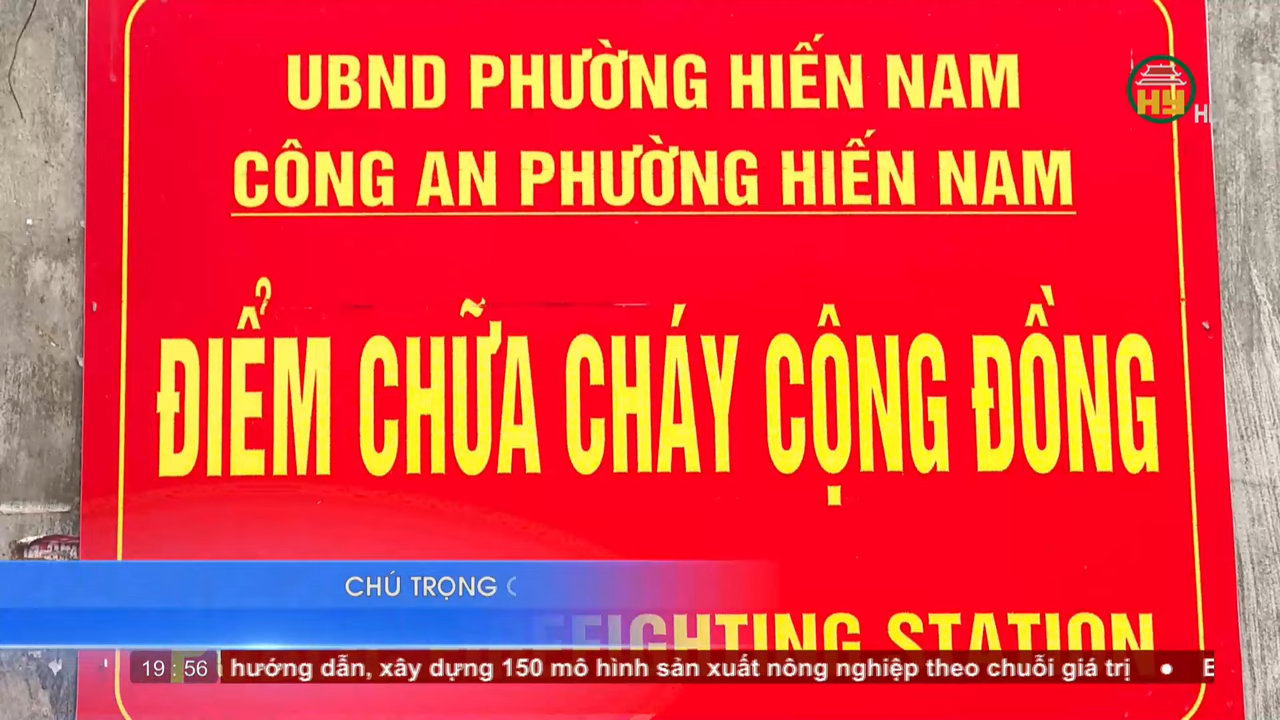 UBND PHƯỜNG HIẾN NAM
HY
CÔNG AN PHƯỜNG HIẾN NAM
ĐIỂM CHỮA CHÁY CỘNG ĐỒNG
CHÚ TRỌNG
STATION
19:56 hướng dẫn, xây dựng 150 mô hình sản xuất nông nghiệp theo chuỗi giá trị •